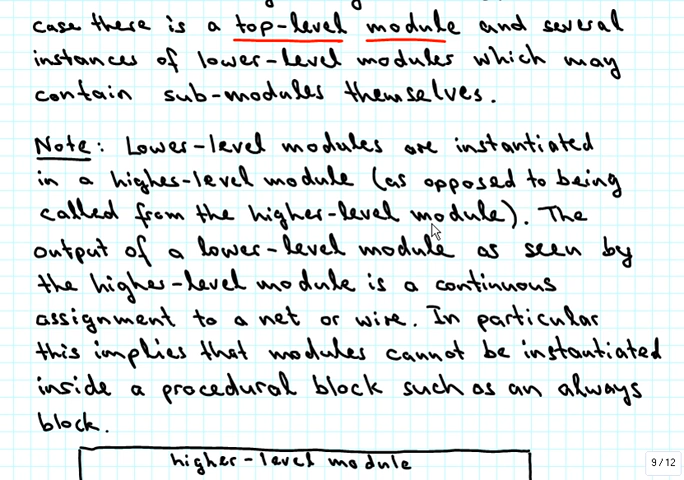 case there is a top-level module and several
instances of lower-level modules which may
contain sub-modules themselves.
Note: Lower-level modules are instantiated
in a higher-level module (as opposed to being
called from the higher-level module). The
output of a lower-level module as seen by
the higher-level module is a continuous
assignment to a net or wire. In particular
this implies that modules cannot be instantiated
inside a procedural block such as an always
block.
higher-level module
9/12